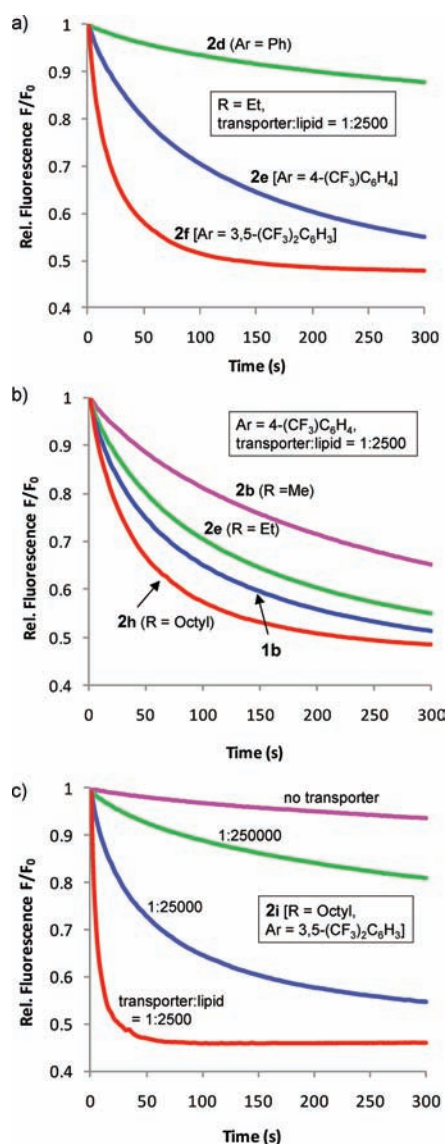 a)
1
0.9
0.8
0.7
0.6
0.5
0.4
Rel. Fluorescence F/F0
2d (Ar = Ph)
R = Et,
transporter:lipid = 1:2500
2e [Ar = 4-(CF3)C6H4]
2f [Ar = 3,5-(CF3)2C6H3]
0 50 100 150 200 250 300
Time (s)
b)
1
0.9
0.8
0.7
0.6
0.5
0.4
Rel. Fluorescence F/F0
Ar = 4-(CF3)C6H4,
transporter:lipid = 1:2500
2b (R =Me)
2e (R = Et)
2h (R = Octyl)
1b
0 50 100 150 200 250 300
Time (s)
c)
1
0.9
0.8
0.7
0.6
0.5
0.4
Rel. Fluorescence F/F0
no transporter
1:250000
1:25000
2i [R = Octyl,
Ar = 3,5-(CF3)2C6H3]
transporter:lipid
= 1:2500
0 50 100 150 200 250 300
Time (s)